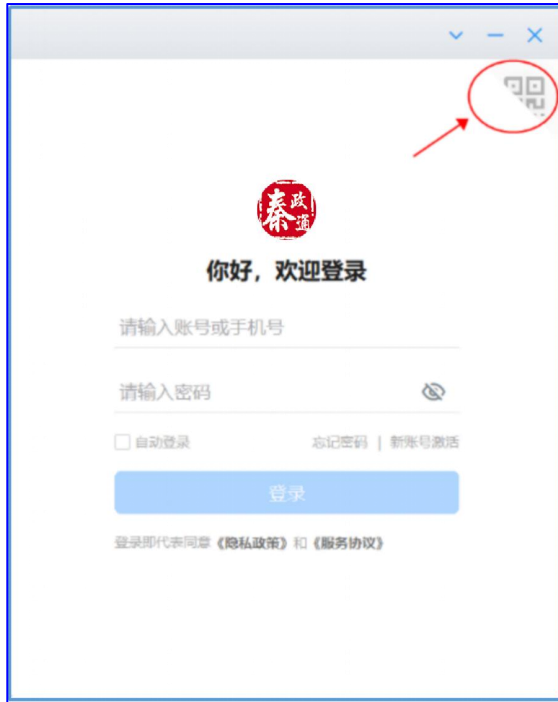 秦政通
你好，欢迎登录
请输入账号或手机号
请输入密码
自动登录
忘记密码 | 新账号激活
登录
登录即代表同意《隐私政策》和《服务协议》